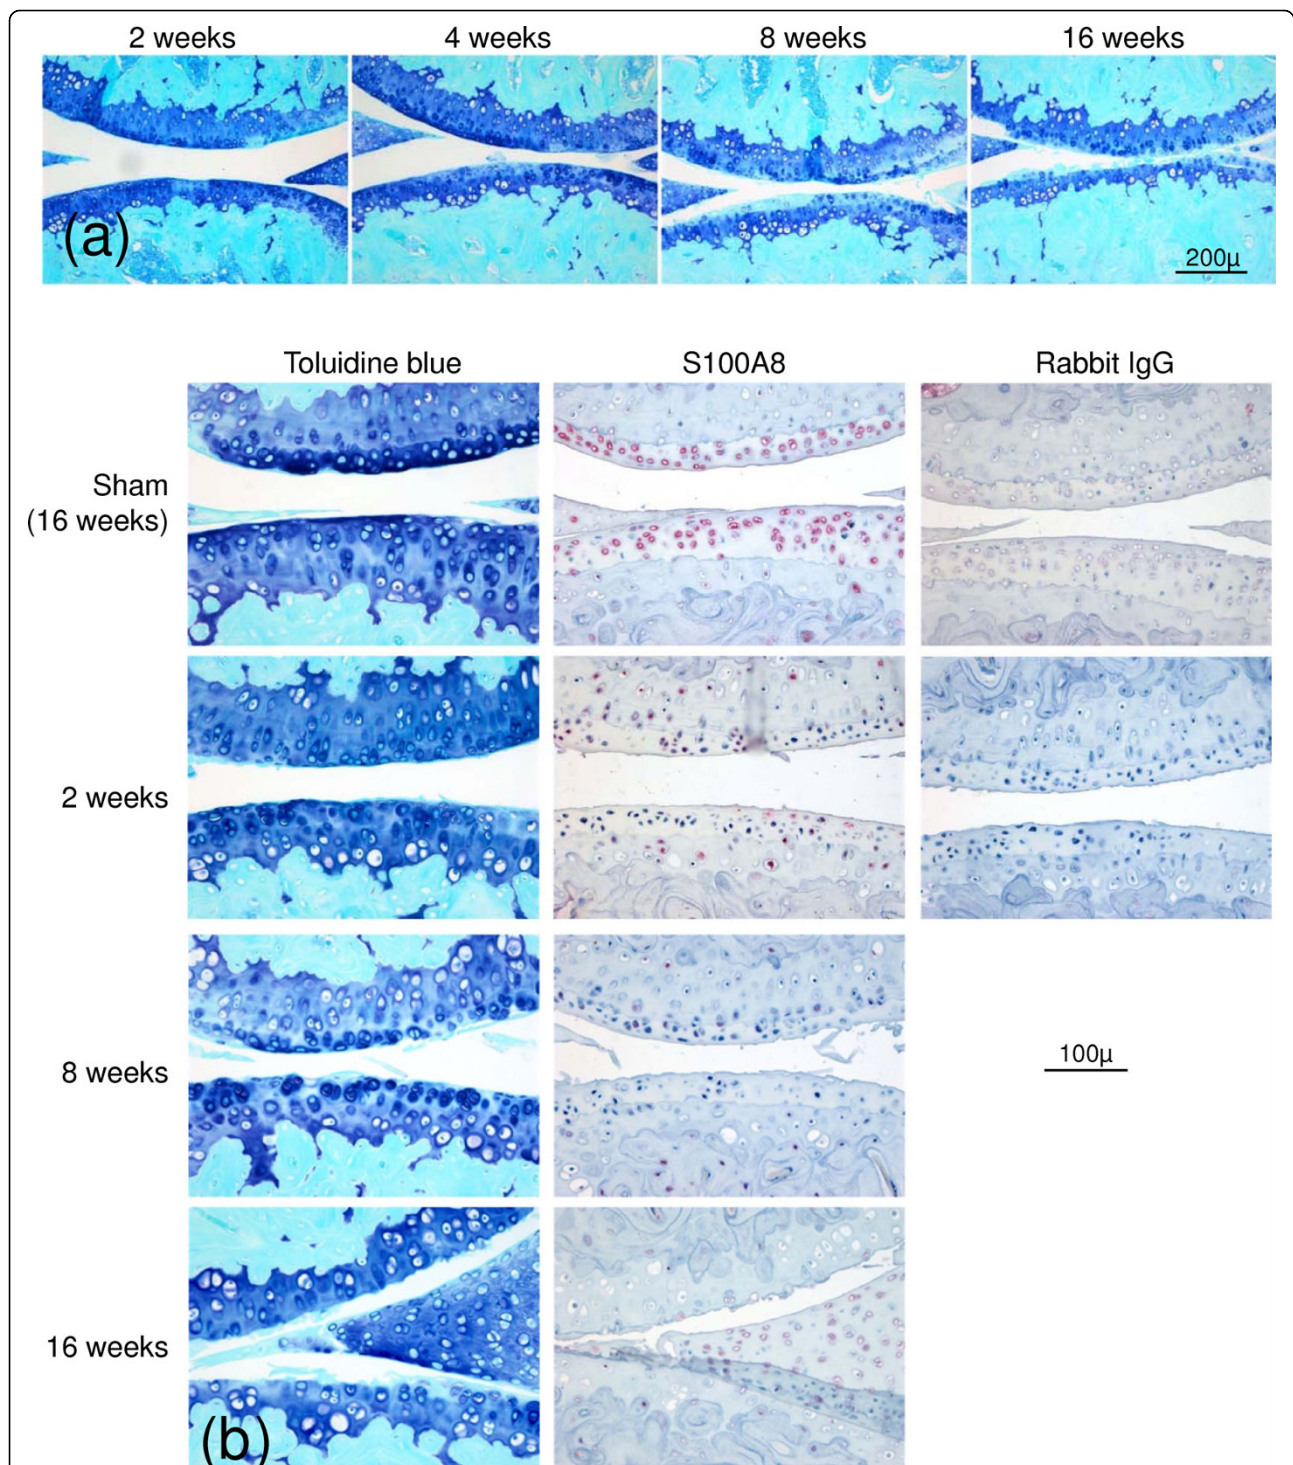 2 weeks 4 weeks 8 weeks 16 weeks
(a)
200µ
Toluidine blue S100A8 Rabbit IgG
Sham
(16 weeks)
2 weeks
8 weeks
100µ
16 weeks
(b)